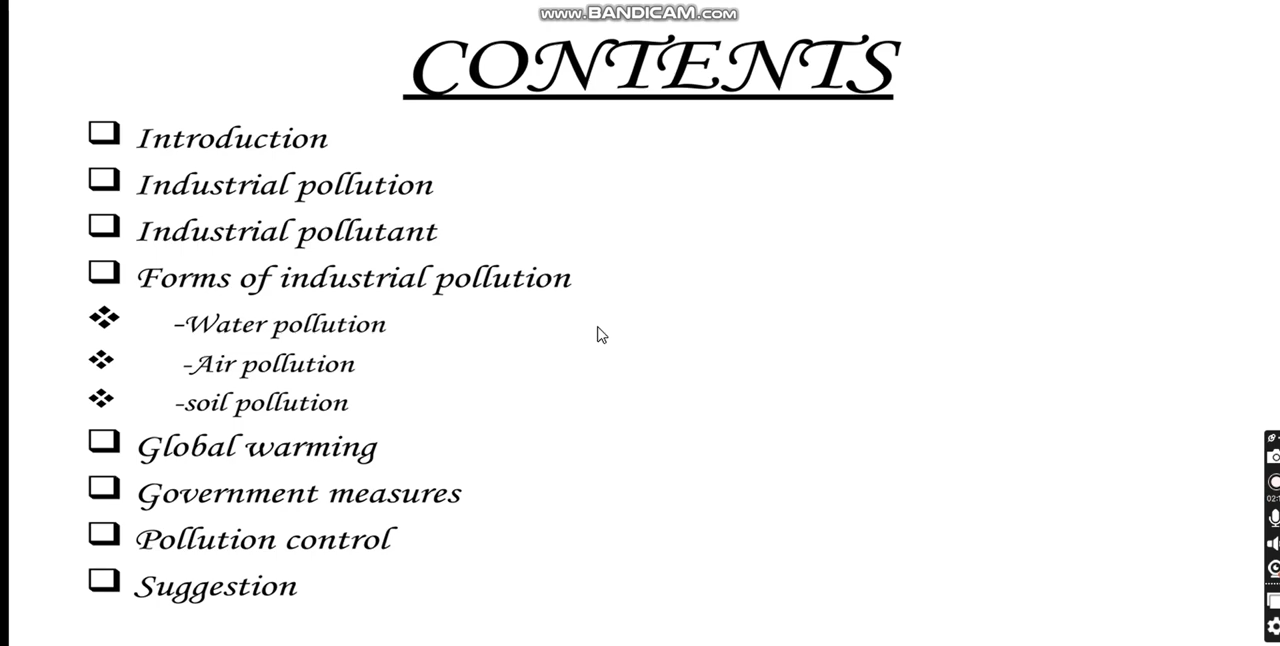 www.BANDICAM.com
CONTENTS
Introduction
Industrial pollution
Industrial pollutant
Forms of industrial pollution
-Water pollution
-Air pollution
-soil pollution
Global warming
Government measures
Pollution control
Suggestion